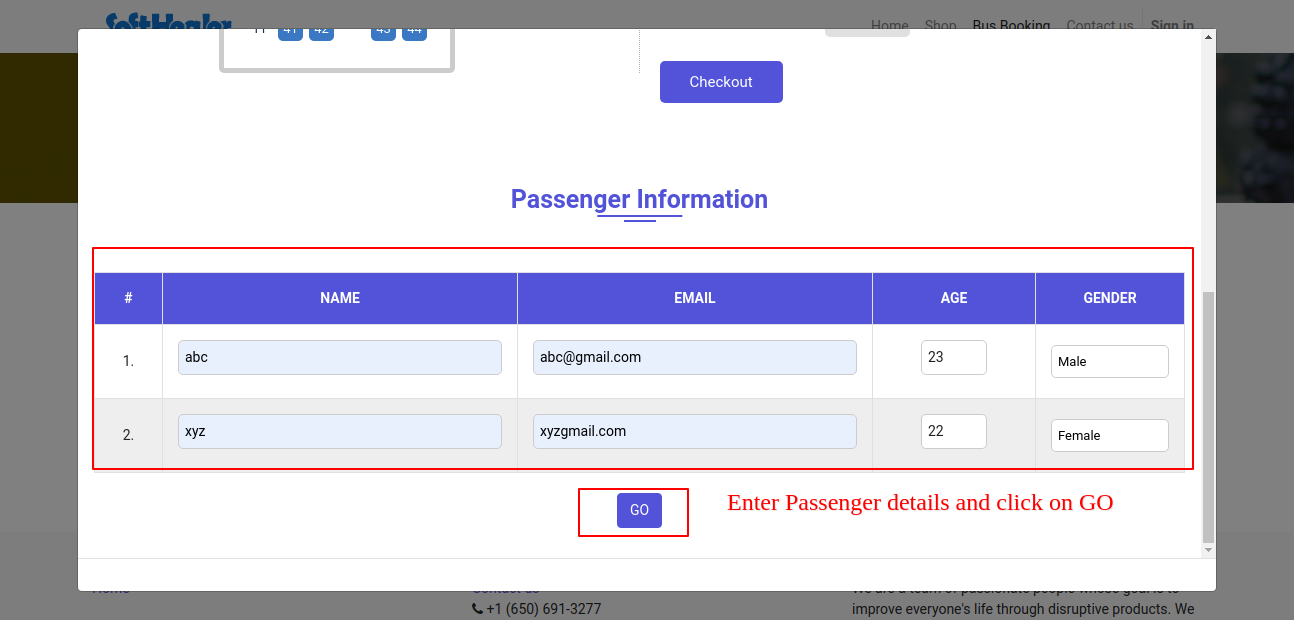 SoftHealer
Home Shop Bus Booking Contact us Sign in
11 41 42 43 44
Checkout
Passenger Information
# NAME EMAIL AGE GENDER
1. abc abc@gmail.com 23 Male
2. xyz xyzgmail.com 22 Female
GO
Enter Passenger details and click on GO
Home Contact us We are a team of passionate people whose goal is to
+1 (650) 691-3277 improve everyone's life through disruptive products. We